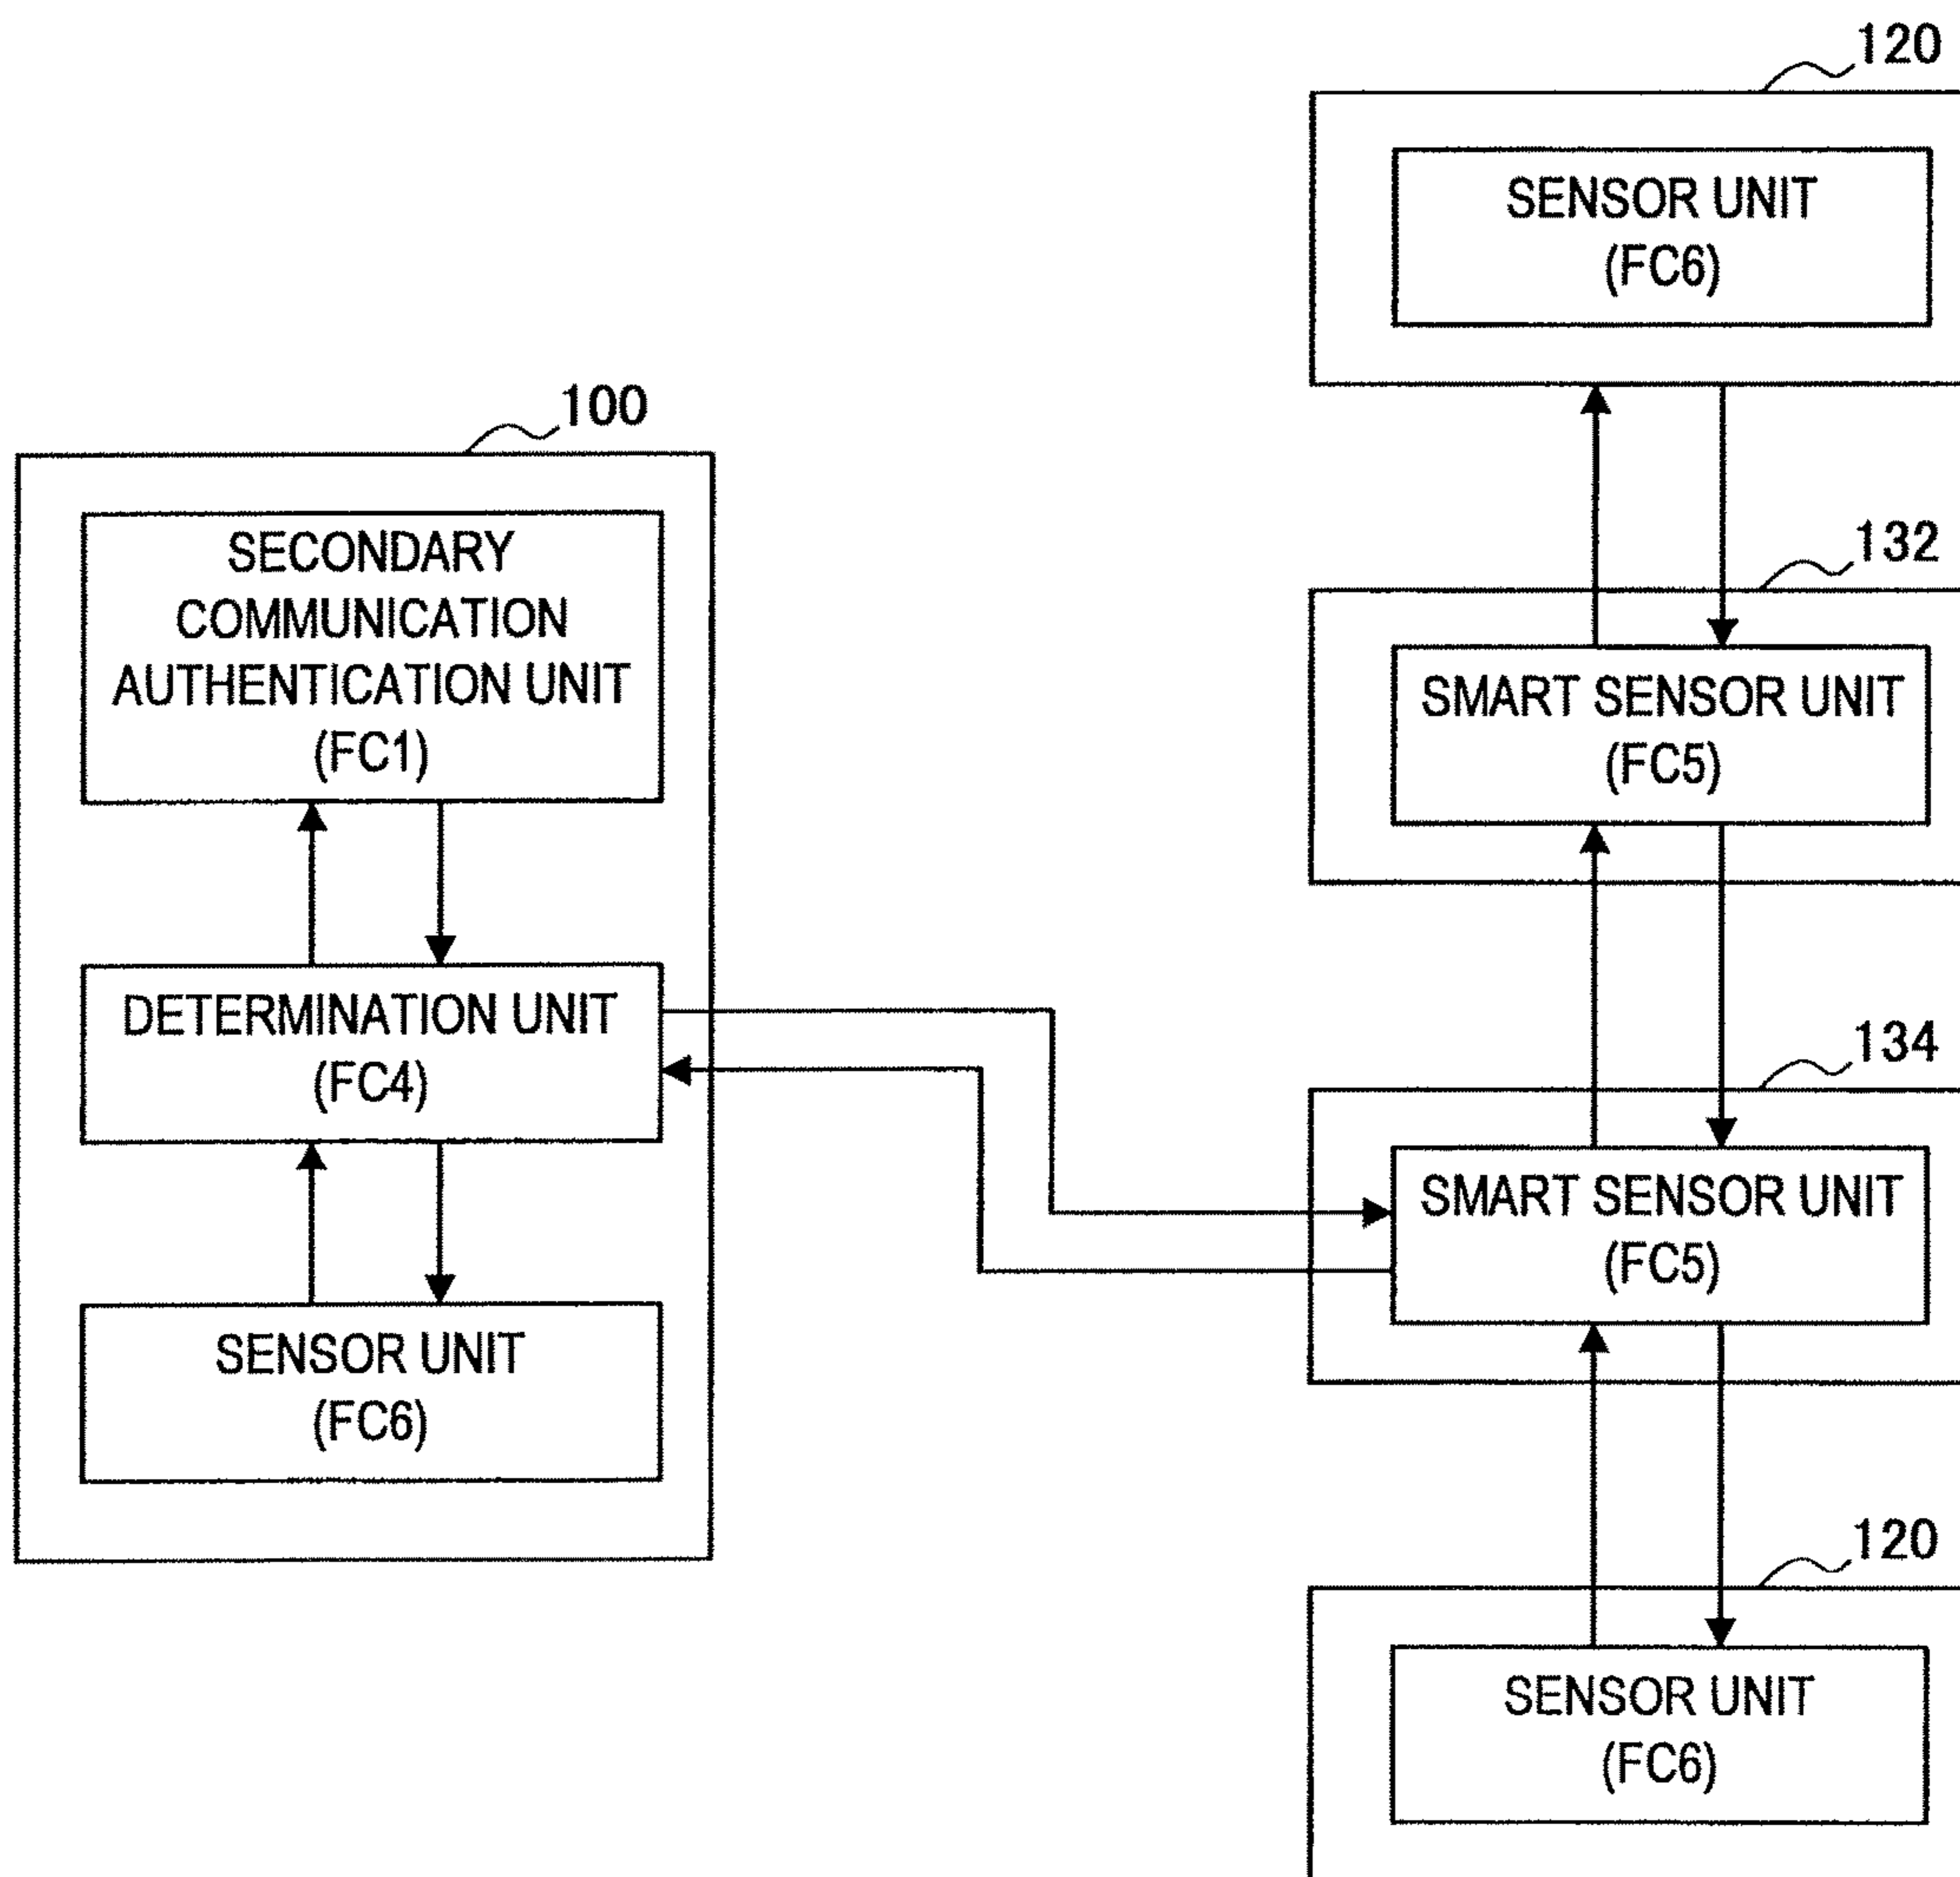 100
SECONDARY
COMMUNICATION
AUTHENTICATION UNIT
(FC1)
DETERMINATION UNIT
(FC4)
SENSOR UNIT
(FC6)
120
SENSOR UNIT
(FC6)
132
SMART SENSOR UNIT
(FC5)
134
SMART SENSOR UNIT
(FC5)
120
SENSOR UNIT
(FC6)